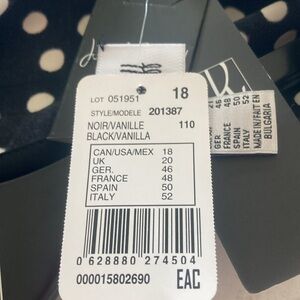 LOT 051951
18
STYLE/MODELE 201387
NOIR/VANILLE 110
BLACK/VANILLA
CAN/USA/MEX 18
UK 20
GER. 46
FRANCE 48
SPAIN 50
ITALY 52
0 628880 274504
000015802690
EAC
GER. 46
FRANCE 48
SPAIN 50
ITALY 52
MADE IN/FAIT EN
BULGARIA